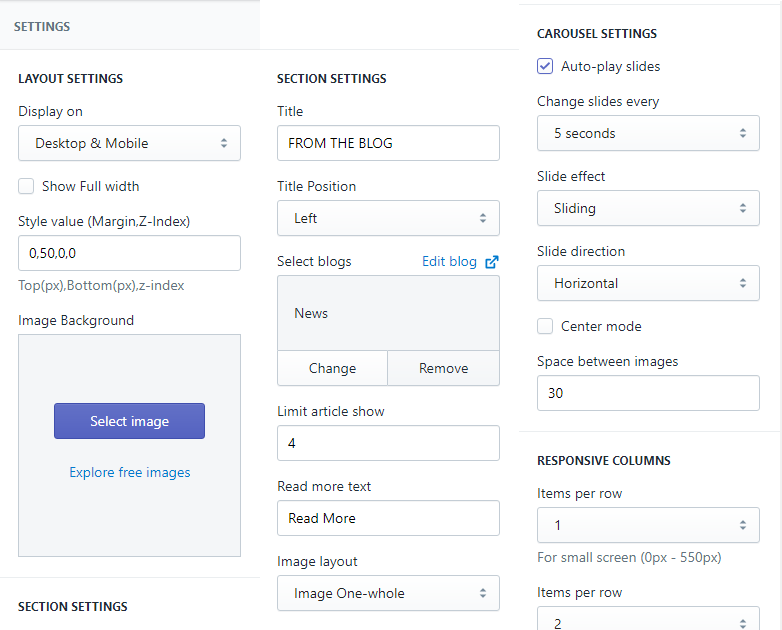 SETTINGS
LAYOUT SETTINGS
Display on
Desktop & Mobile
Show Full width
Style value (Margin,Z-Index)
0,50,0,0
Top(px),Bottom(px),z-index
Image Background
Select image
Explore free images
SECTION SETTINGS
SECTION SETTINGS
Title
FROM THE BLOG
Title Position
Left
Select blogs Edit blog
News
Change Remove
Limit article show
4
Read more text
Read More
Image layout
Image One-whole
CAROUSEL SETTINGS
Auto-play slides
Change slides every
5 seconds
Slide effect
Sliding
Slide direction
Horizontal
Center mode
Space between images
30
RESPONSIVE COLUMNS
Items per row
1
For small screen (0px - 550px)
Items per row
2